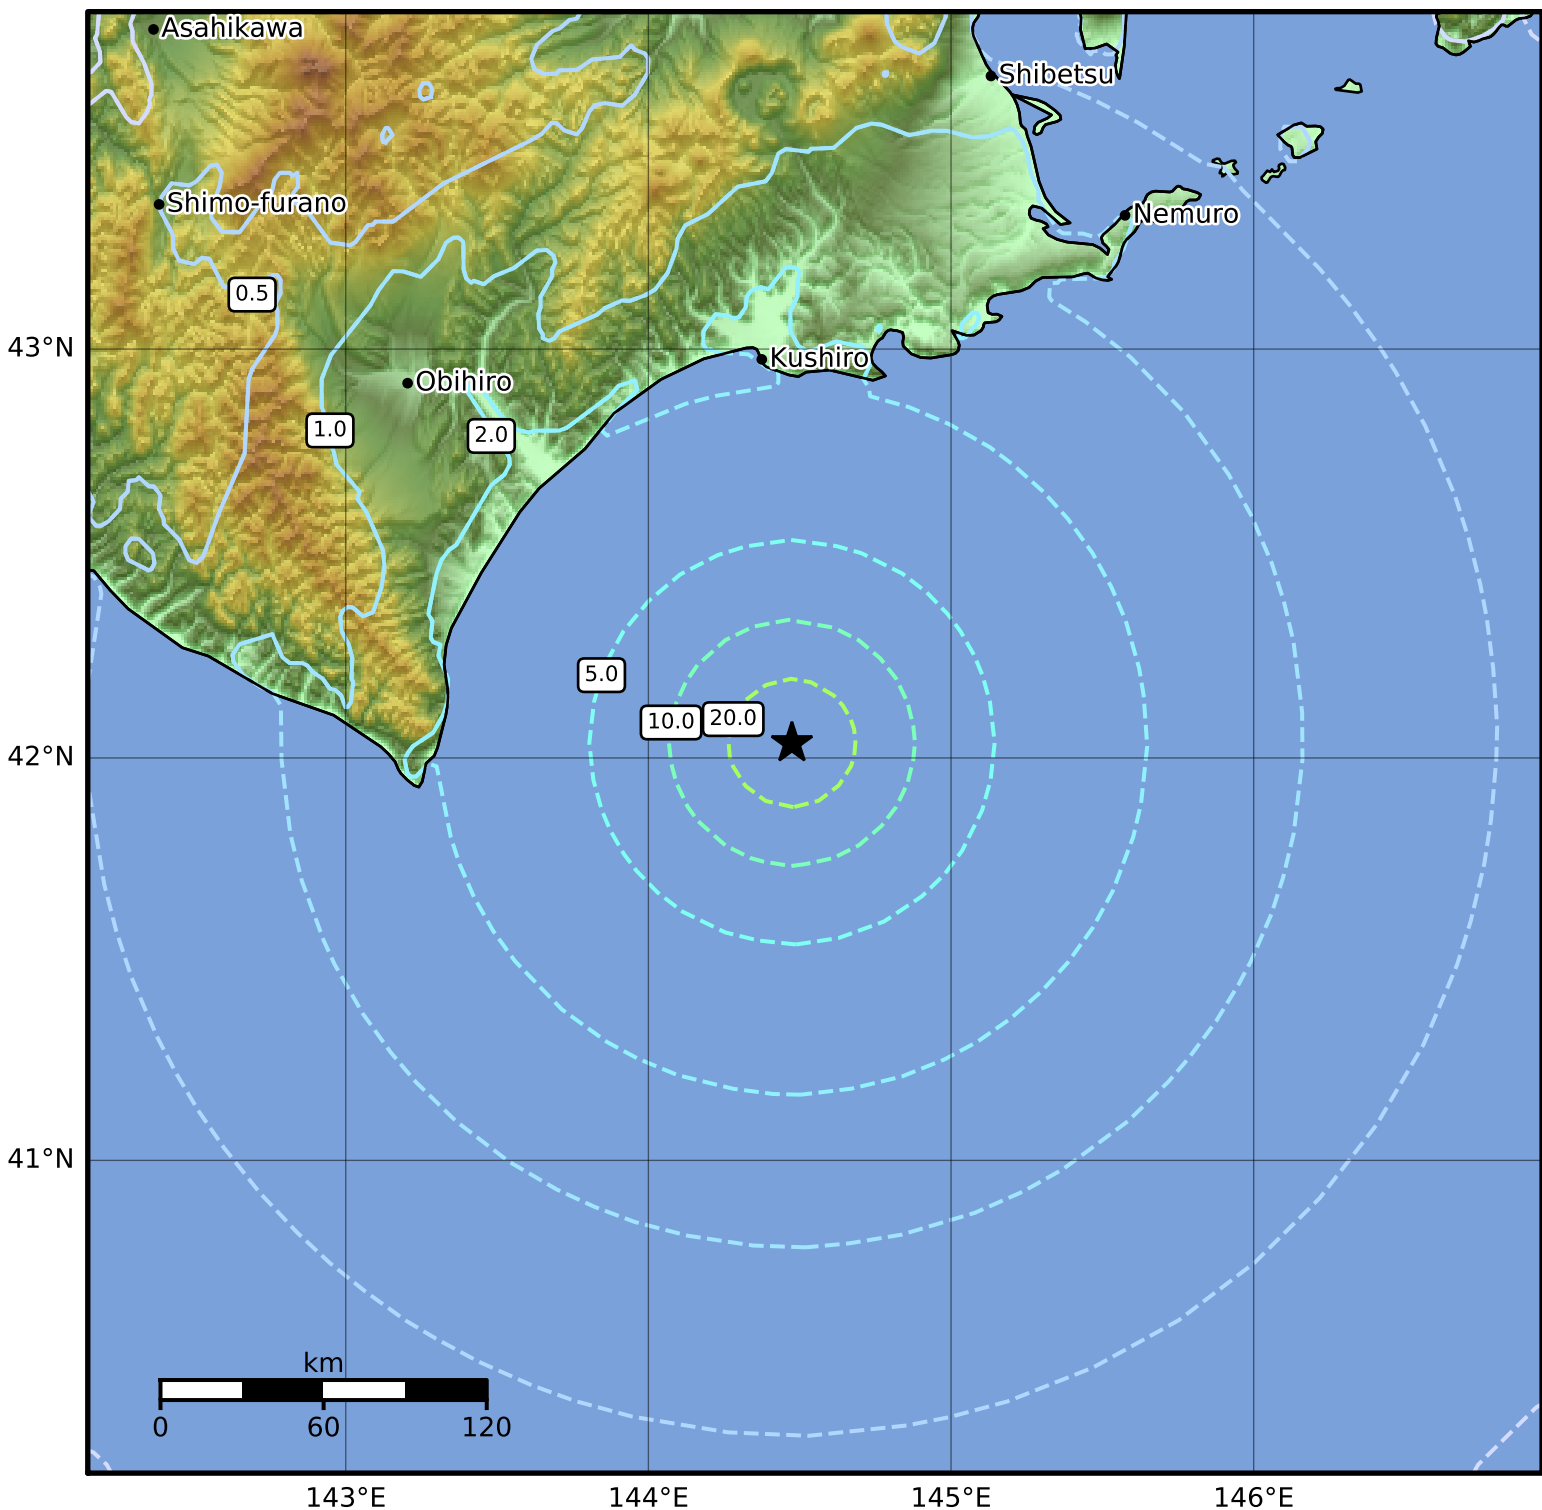 Asahikawa
Shibetsu
Shimo-furano
Nemuro
0.5
43°N
Kushiro
Obihiro
1.0
2.0
5.0
10.0
20.0
42°N
41°N
km
0
60
120
143°E
144°E
145°E
146°E